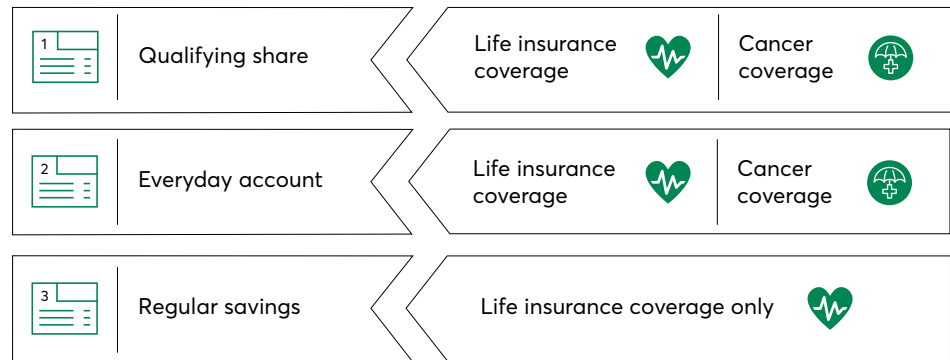 1
Qualifying share
Life insurance
coverage
Cancer
coverage
2
Everyday account
Life insurance
coverage
Cancer
coverage
3
Regular savings
Life insurance coverage only